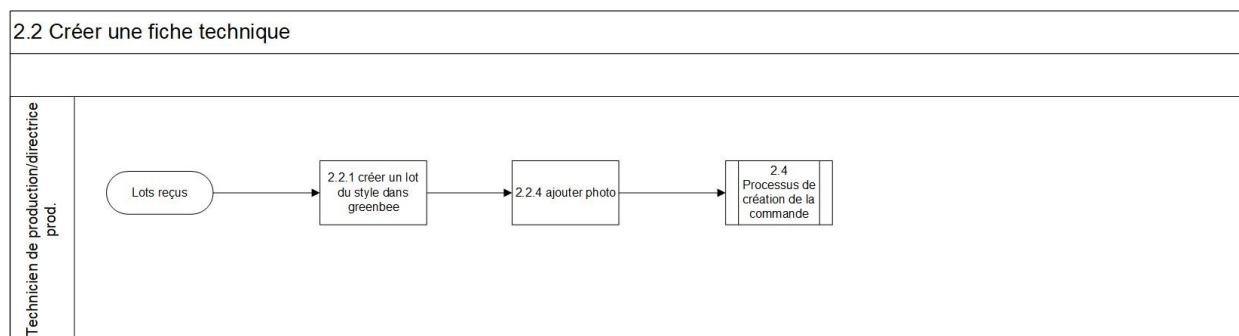 2.2 Créer une fiche technique
Technicien de production/directrice
prod.
Lots reçus
2.2.1 créer un lot
du style dans
greenbee
2.2.4 ajouter photo
2.4
Processus de
création de la
commande